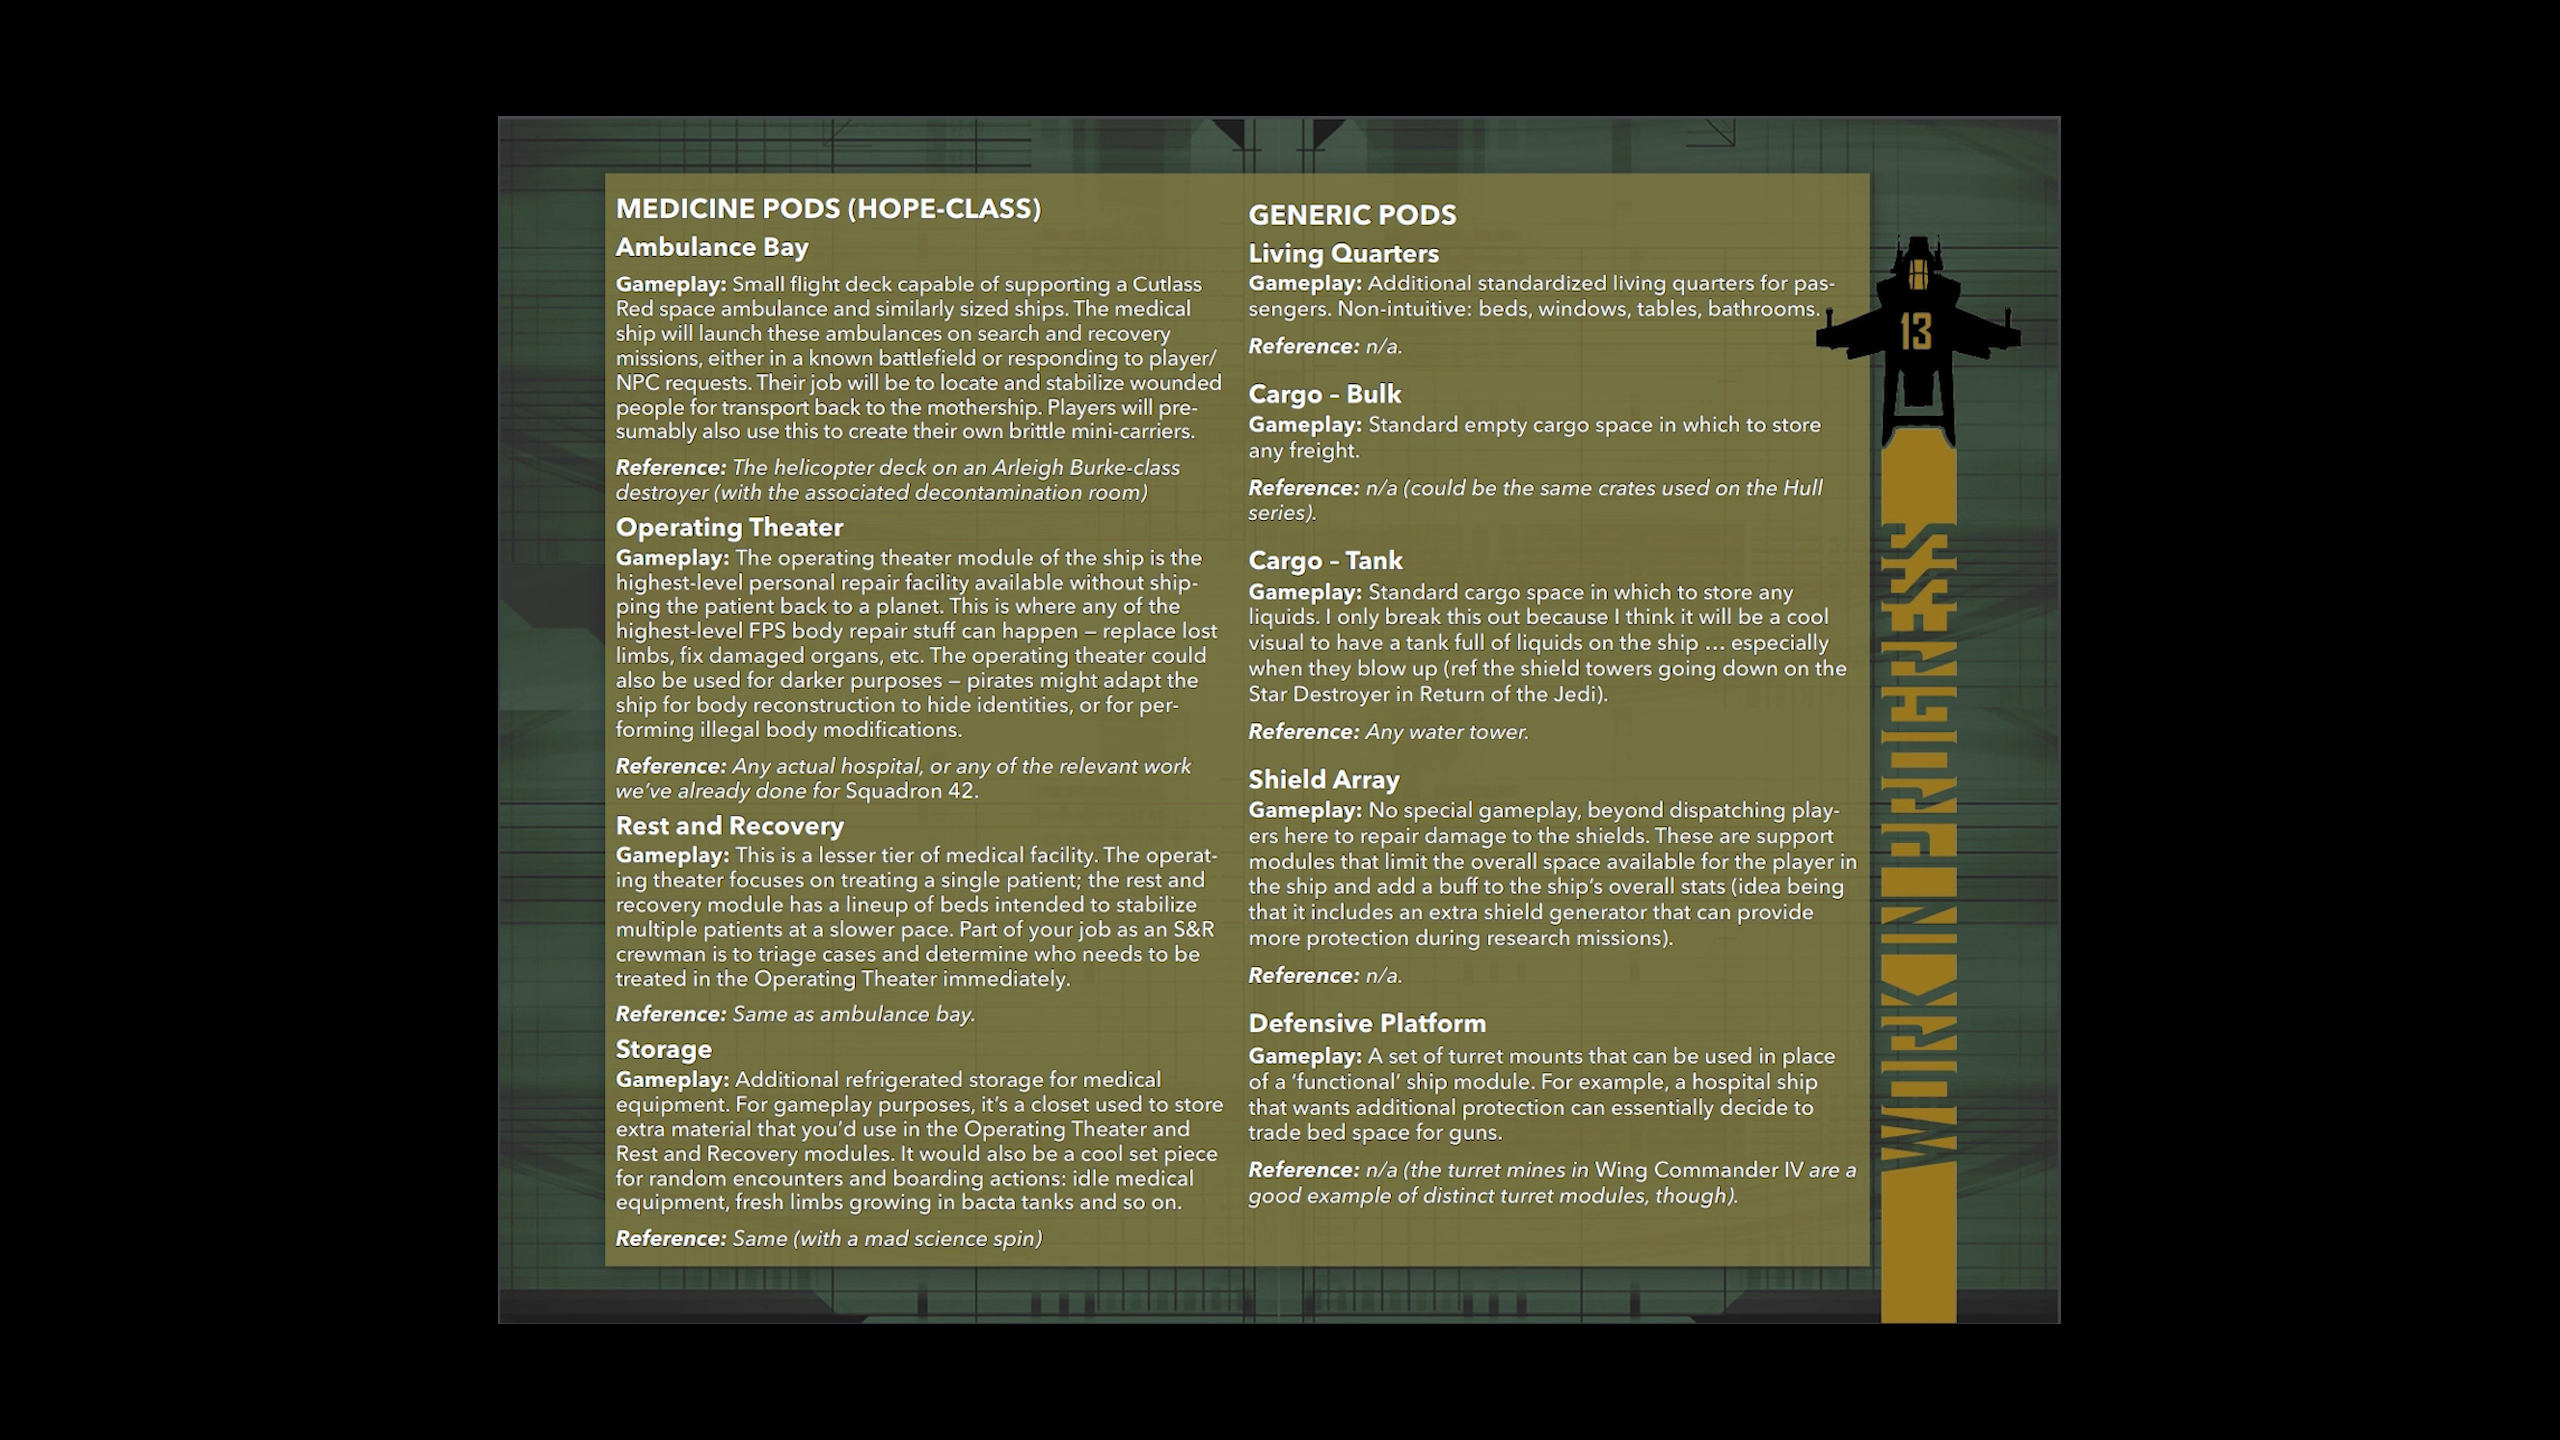 MEDICINE PODS (HOPE-CLASS)
Ambulance Bay
Gameplay: Small flight deck capable of supporting a Cutlass
Red space ambulance and similarly sized ships. The medical
ship will launch these ambulances on search and recovery
missions, either in a known battlefield or responding to player/
NPC requests. Their job will be to locate and stabilize wounded
people for transport back to the mothership. Players will pre-
sumably also use this to create their own brittle mini-carriers.
Reference: The helicopter deck on an Arleigh Burke-class
destroyer (with the associated decontamination room)
Operating Theater
Gameplay: The operating theater module of the ship is the
highest-level personal repair facility available without ship-
ping the patient back to a planet. This is where any of the
highest-level FPS body repair stuff can happen – replace lost
limbs, fix damaged organs, etc. The operating theater could
also be used for darker purposes – pirates might adapt the
ship for body reconstruction to hide identities, or for per-
forming illegal body modifications.
Reference: Any actual hospital, or any of the relevant work
we've already done for Squadron 42.
Rest and Recovery
Gameplay: This is a lesser tier of medical facility. The operat-
ing theater focuses on treating a single patient; the rest and
recovery module has a lineup of beds intended to stabilize
multiple patients at a slower pace. Part of your job as an S&R
crewman is to triage cases and determine who needs to be
treated in the Operating Theater immediately.
Reference: Same as ambulance bay.
Storage
Gameplay: Additional refrigerated storage for medical
equipment. For gameplay purposes, it's a closet used to store
extra material that you'd use in the Operating Theater and
Rest and Recovery modules. It would also be a cool set piece
for random encounters and boarding actions: idle medical
equipment, fresh limbs growing in bacta tanks and so on.
Reference: Same (with a mad science spin)
GENERIC PODS
Living Quarters
Gameplay: Additional standardized living quarters for pas-
sengers. Non-intuitive: beds, windows, tables, bathrooms.
Reference: n/a.
Cargo – Bulk
Gameplay: Standard empty cargo space in which to store
any freight.
Reference: n/a (could be the same crates used on the Hull
series).
Cargo – Tank
Gameplay: Standard cargo space in which to store any
liquids. I only break this out because I think it will be a cool
visual to have a tank full of liquids on the ship … especially
when they blow up (ref the shield towers going down on the
Star Destroyer in Return of the Jedi).
Reference: Any water tower.
Shield Array
Gameplay: No special gameplay, beyond dispatching play-
ers here to repair damage to the shields. These are support
modules that limit the overall space available for the player in
the ship and add a buff to the ship's overall stats (idea being
that it includes an extra shield generator that can provide
more protection during research missions).
Reference: n/a.
Defensive Platform
Gameplay: A set of turret mounts that can be used in place
of a 'functional' ship module. For example, a hospital ship
that wants additional protection can essentially decide to
trade bed space for guns.
Reference: n/a (the turret mines in Wing Commander IV are a
good example of distinct turret modules, though).
13
WORK IN PROGRESS